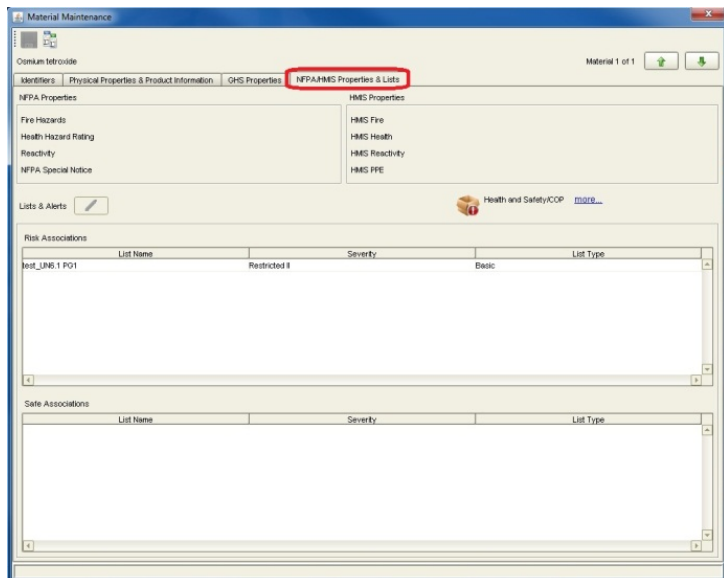 Material Maintenance
Osmium tetroxide
Material 1 of 1
Identifiers Physical Properties & Product Information GHS Properties NFPA/HMIS Properties & Lists
NFPA Properties HMIS Properties
Fire Hazards HMIS Fire
Health Hazard Rating HMIS Health
Reactivity HMIS Reactivity
NFPA Special Notice HMIS PPE
Lists & Alerts Health and Safety/COP more...
Risk Associations
List Name Severity List Type
test_UN6.1 PG1 Restricted II Basic
Safe Associations
List Name Severity List Type